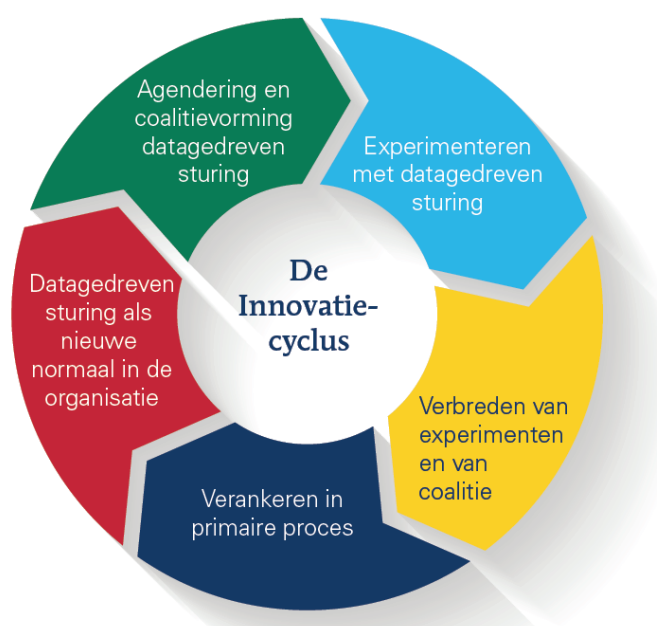 Agendering en
coalitievorming
datagedreven
sturing
Experimenteren
met datagedreven
sturing
Verbreden van
experimenten
en van
coalitie
Verankeren in
primaire proces
Datagedreven
sturing als
nieuwe
normaal in de
organisatie
De
Innovatie-
cyclus